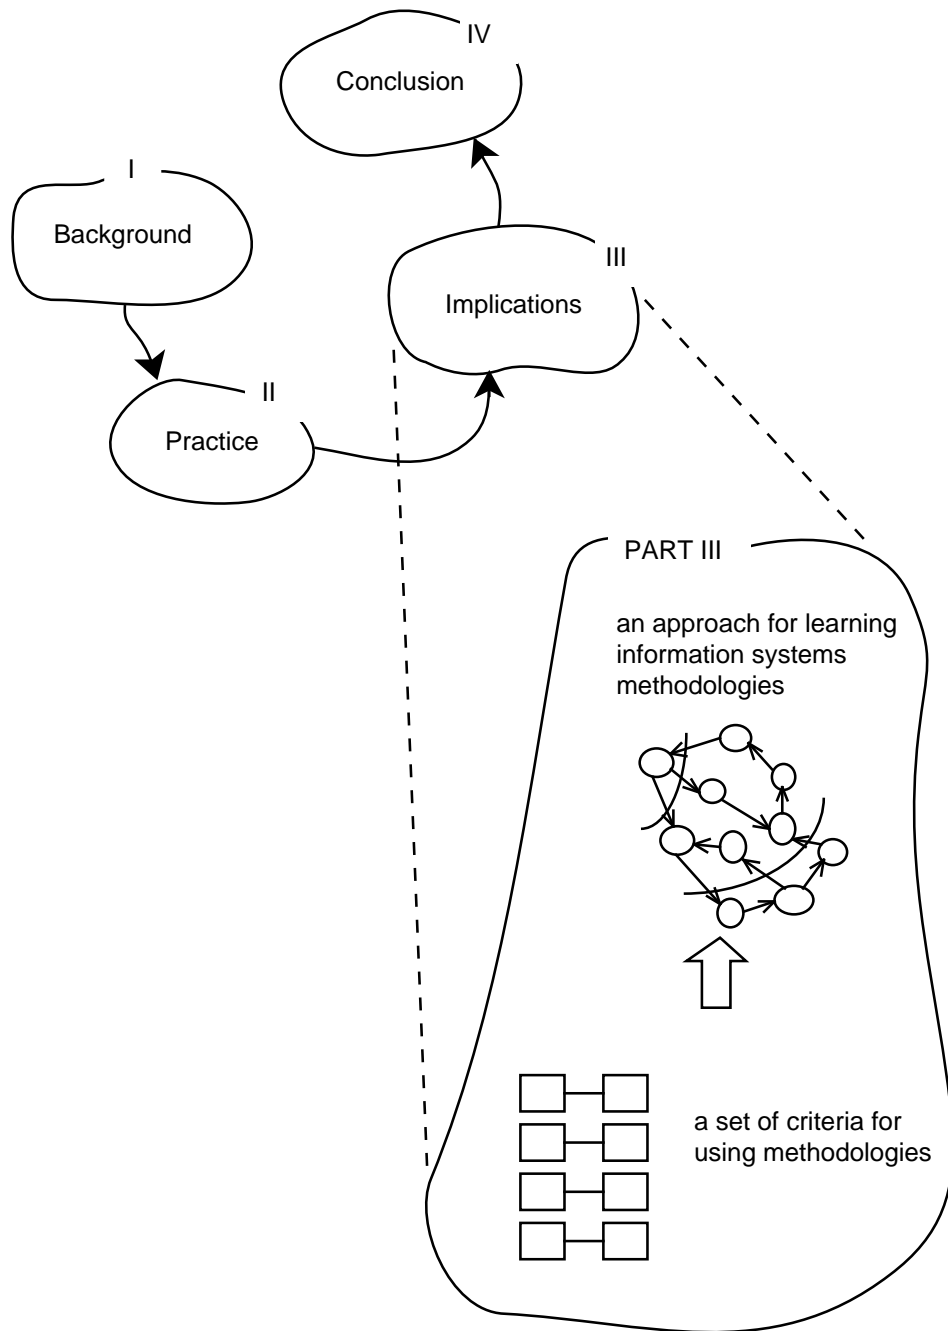 IV
Conclusion
I
Background
III
Implications
II
Practice
PART III
an approach for learning
information systems
methodologies
a set of criteria for
using methodologies